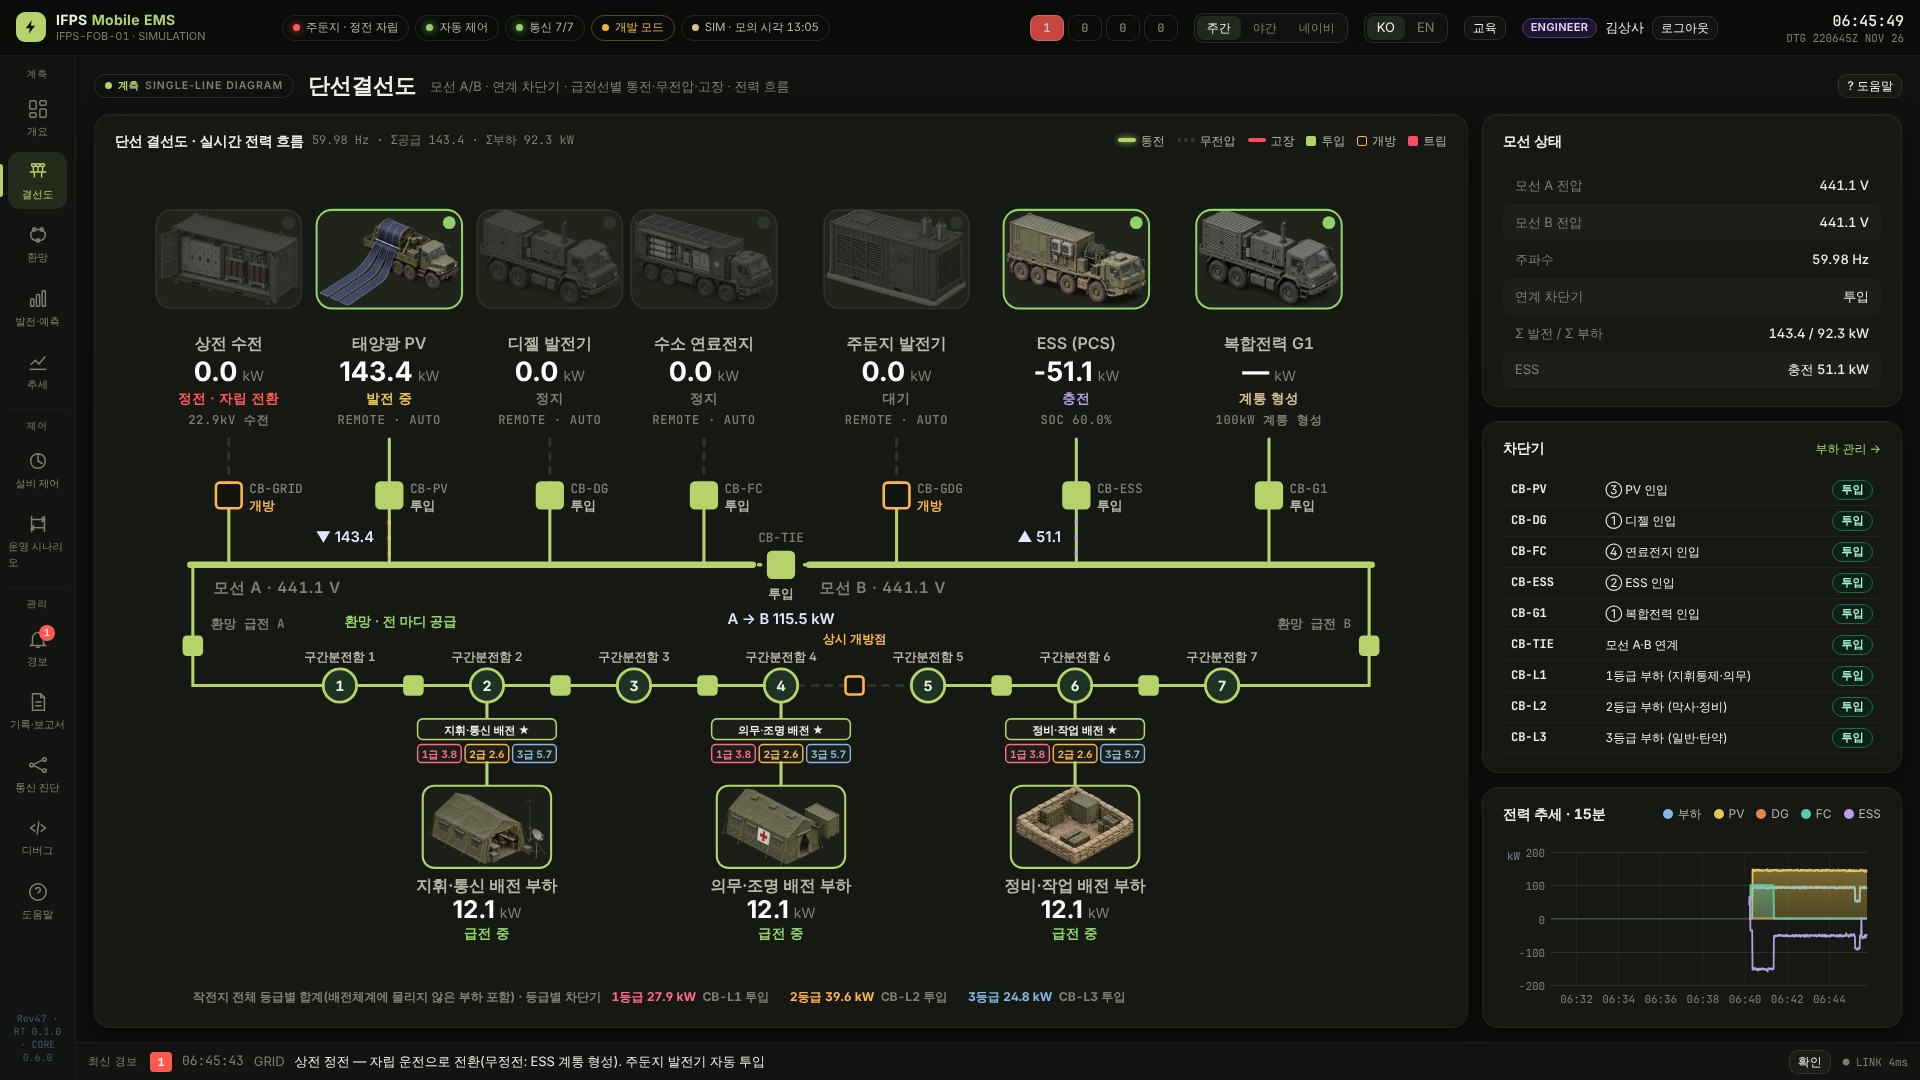 IFPS Mobile EMS
IFPS-FOB-01 · SIMULATION
주둔지 · 정전 자립
자동 제어
통신 7/7
개발 모드
SIM · 모의 시각 13:05
1 0 0 0
주간 야간 네이비
KO EN
교육
ENGINEER 김상사 로그아웃
06:45:49
DTG 220645Z NOV 26
계측
개요
결선도
환망
발전·예측
추세
제어
설비 제어
운영 시나리오
관리
1
경보
기록·보고서
통신 진단
디버그
도움말
Rev47 ·
RT 0.1.0
· CORE
0.6.0
계측 SINGLE-LINE DIAGRAM
단선결선도
모선 A/B · 연계 차단기 · 급전선별 통전·무전압·고장 · 전력 흐름
? 도움말
단선 결선도 · 실시간 전력 흐름
59.98 Hz · Σ공급 143.4 · Σ부하 92.3 kW
통전 무전압 고장 투입 개방 트립
상전 수전 태양광 PV 디젤 발전기 수소 연료전지 주둔지 발전기 ESS (PCS) 복합전력 G1
0.0 kW 143.4 kW 0.0 kW 0.0 kW 0.0 kW -51.1 kW — kW
정전 · 자립 전환 발전 중 정지 정지 대기 충전 계통 형성
22.9kV 수전 REMOTE · AUTO REMOTE · AUTO REMOTE · AUTO REMOTE · AUTO SOC 60.0% 100kW 계통 형성
CB-GRID CB-PV CB-DG CB-FC CB-GDG CB-ESS CB-G1
개방 투입 투입 투입 개방 투입 투입
▼ 143.4 CB-TIE ▲ 51.1
모선 A · 441.1 V 투입 모선 B · 441.1 V
환망 급전 A 환망 · 전 마디 공급 A → B 115.5 kW 환망 급전 B
상시 개방점
구간분전함 1 구간분전함 2 구간분전함 3 구간분전함 4 구간분전함 5 구간분전함 6 구간분전함 7
1 2 3 4 5 6 7
지휘·통신 배전 ★ 의무·조명 배전 ★ 정비·작업 배전 ★
1급 3.8 2급 2.6 3급 5.7 1급 3.8 2급 2.6 3급 5.7 1급 3.8 2급 2.6 3급 5.7
지휘·통신 배전 부하 의무·조명 배전 부하 정비·작업 배전 부하
12.1 kW 12.1 kW 12.1 kW
급전 중 급전 중 급전 중
작전지 전체 등급별 합계(배전체계에 물리지 않은 부하 포함) · 등급별 차단기 1등급 27.9 kW CB-L1 투입 2등급 39.6 kW CB-L2 투입 3등급 24.8 kW CB-L3 투입
모선 상태
모선 A 전압 441.1 V
모선 B 전압 441.1 V
주파수 59.98 Hz
연계 차단기 투입
Σ 발전 / Σ 부하 143.4 / 92.3 kW
ESS 충전 51.1 kW
차단기 부하 관리 →
CB-PV ③ PV 인입 투입
CB-DG ① 디젤 인입 투입
CB-FC ④ 연료전지 인입 투입
CB-ESS ② ESS 인입 투입
CB-G1 ① 복합전력 인입 투입
CB-TIE 모선 A·B 연계 투입
CB-L1 1등급 부하 (지휘통제·의무) 투입
CB-L2 2등급 부하 (막사·정비) 투입
CB-L3 3등급 부하 (일반·탄약) 투입
전력 추세 · 15분 부하 PV DG FC ESS
kW 200
100
0
-100
-200
06:32 06:34 06:36 06:38 06:40 06:42 06:44
최신 경보 1 06:45:43 GRID 상전 정전 — 자립 운전으로 전환(무정전: ESS 계통 형성). 주둔지 발전기 자동 투입 확인 LINK 4ms